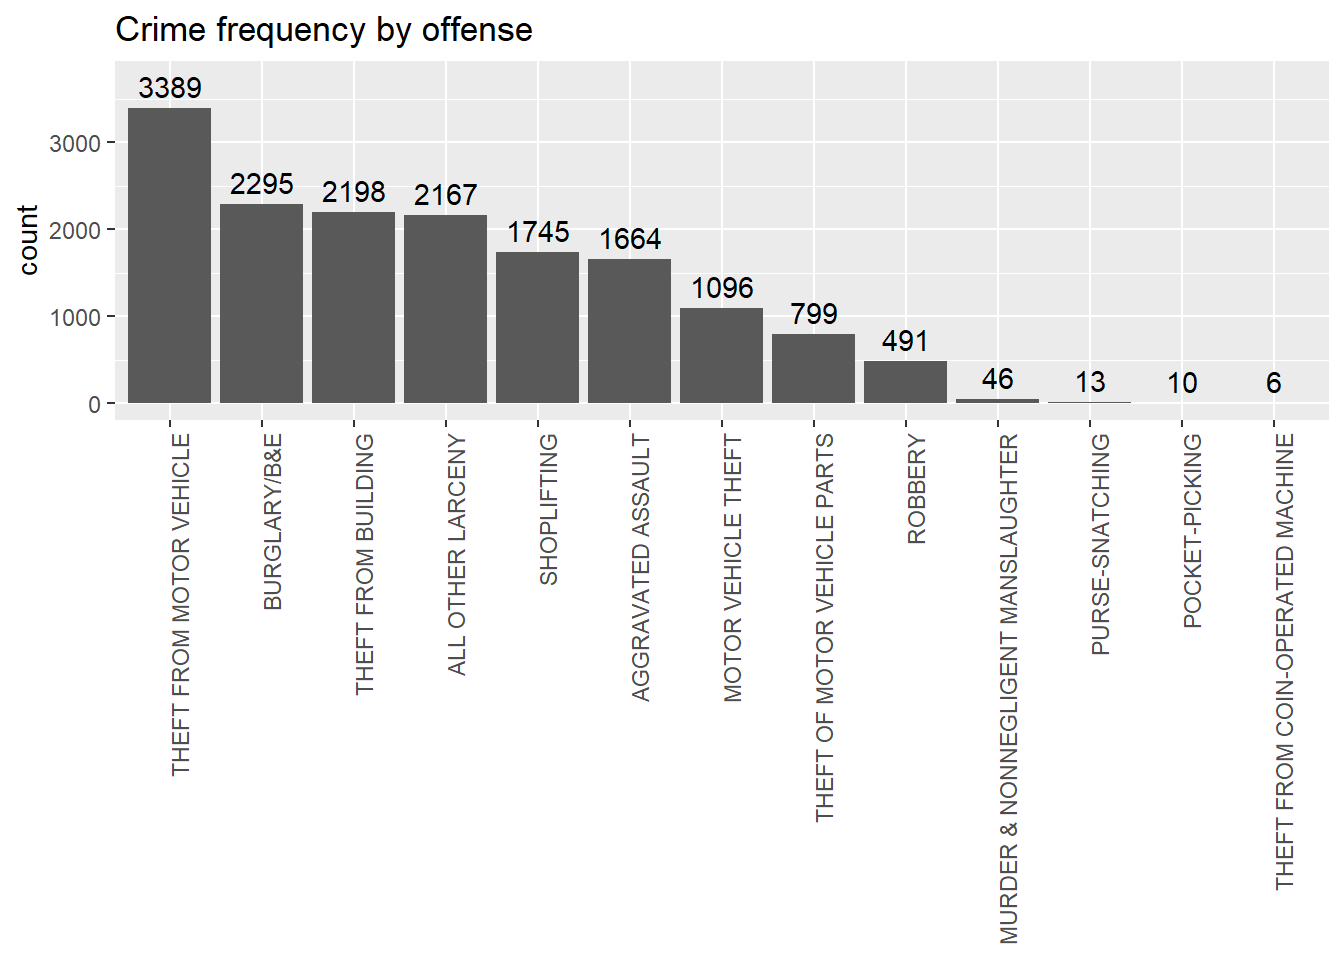 Crime frequency by offense
3389
2295
2198
2167
1745
1664
1096
799
491
46
13
10
6
3000
2000
1000
0
count
THEFT FROM MOTOR VEHICLE
BURGLARY/B&E
THEFT FROM BUILDING
ALL OTHER LARCENY
SHOPLIFTING
AGGRAVATED ASSAULT
MOTOR VEHICLE THEFT
THEFT OF MOTOR VEHICLE PARTS
ROBBERY
MURDER & NONNEGLIGENT MANSLAUGHTER
PURSE-SNATCHING
POCKET-PICKING
THEFT FROM COIN-OPERATED MACHINE